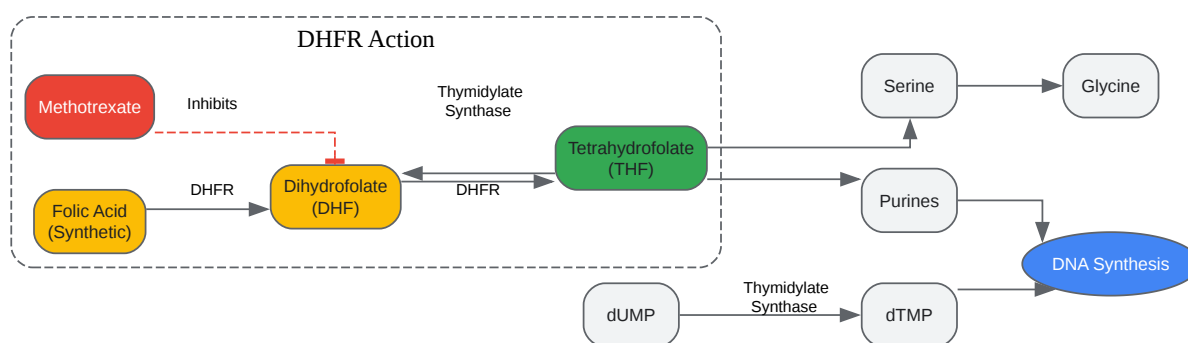 DHFR Action
Methotrexate
Inhibits
Thymidylate
Synthase
Serine
Glycine
Folic Acid
(Synthetic)
DHFR
Dihydrofolate
(DHF)
DHFR
Tetrahydrofolate
(THF)
Purines
DNA Synthesis
dUMP
Thymidylate
Synthase
dTMP